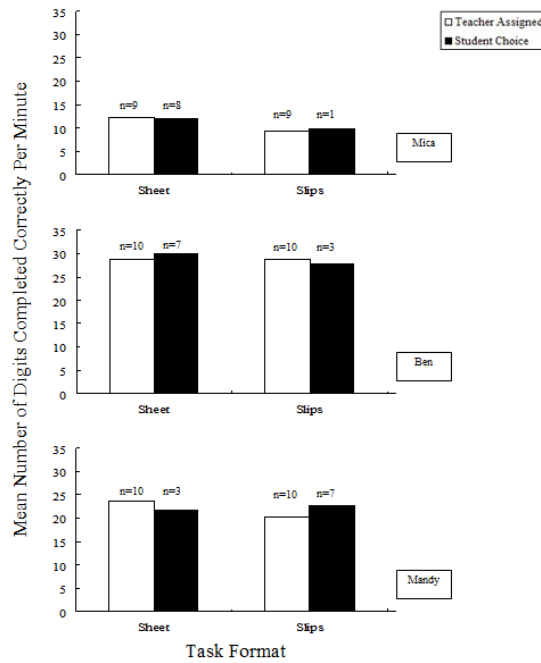 Teacher Assigned
Student Choice
Mean Number of Digits Completed Correctly Per Minute
35
30
25
20
15
10
5
0
n=9
n=8
n=9
n=1
Sheet
Slips
Mica
35
30
25
20
15
10
5
0
n=10
n=7
n=10
n=3
Sheet
Slips
Ben
35
30
25
20
15
10
5
0
n=10
n=3
n=10
n=7
Sheet
Slips
Mandy
Task Format